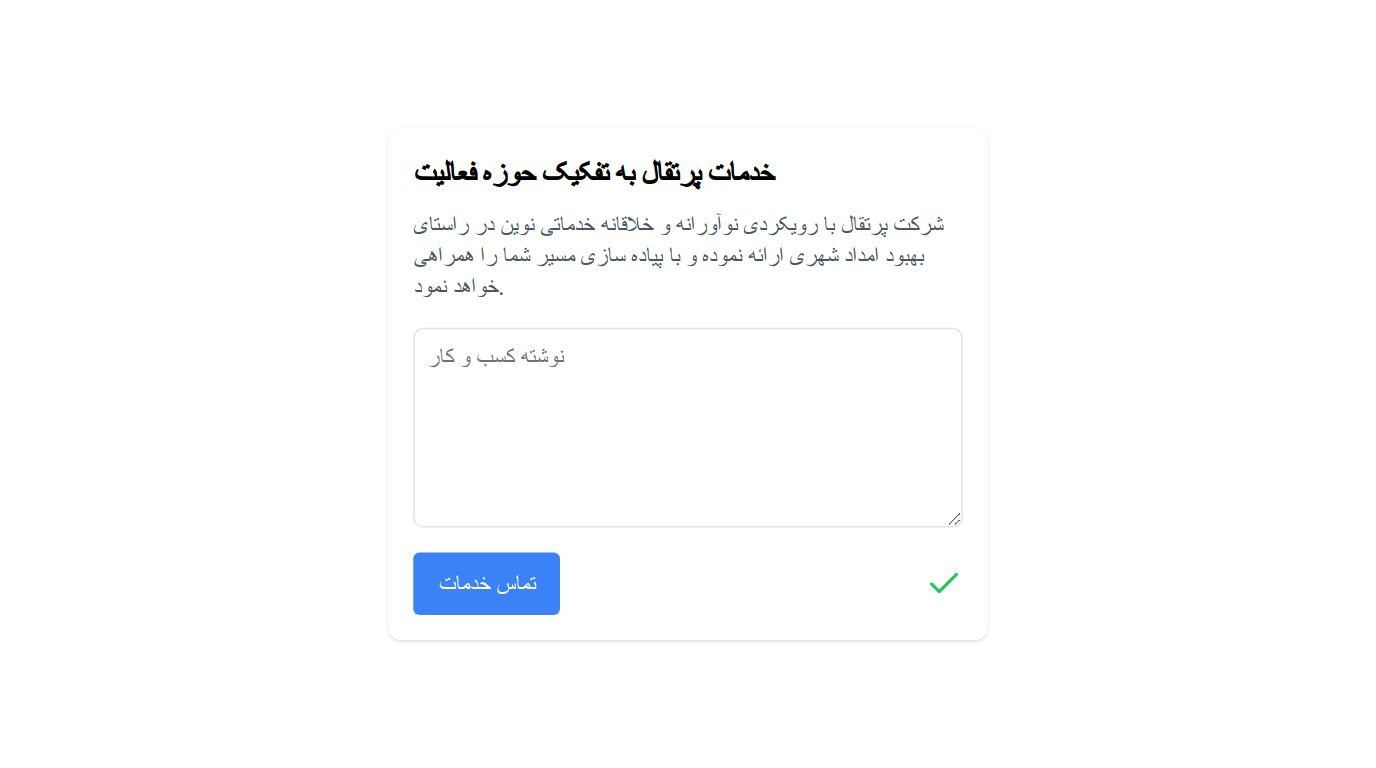 خدمات پرتقال به تفکیک حوزه فعالیت
شرکت پرتقال با رویکردی نوآورانه و خلاقانه خدماتی نوین در راستای
بهبود امداد شهری ارائه نموده و با پیاده سازی مسیر شما را همراهی
خواهد نمود.
نوشته کسب و کار
تماس خدمات